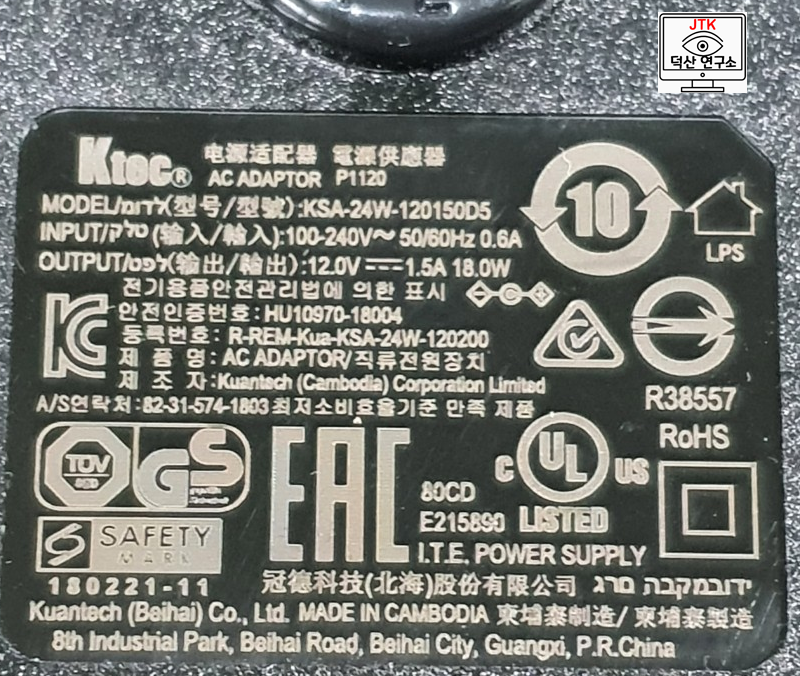 JTK
덕산 연구소
Ktec® 电源适配器 電源供應器
AC ADAPTOR P1120
MODEL/מודל(型号/型號):KSA-24W-120150D5
INPUT/קלט(输入/輸入):100-240V~ 50/60Hz 0.6A
OUTPUT/פלט(输出/輸出):12.0V⎓1.5A 18.0W
10
LPS
전기용품안전관리법에 의한 표시
안전인증번호:HU10970-18004
등록번호: R-REM-Kua-KSA-24W-120200
제 품 명: AC ADAPTOR/직류전원장치
제 조 자:Kuantech (Cambodia) Corporation Limited
A/S연락처:82-31-574-1803 최저소비효율기준 만족 제품
R38557
RoHS
TUV
GS
EAC
80CD
E215890
C UL US
LISTED
I.T.E. POWER SUPPLY
SAFETY
MARK
180221-11
冠德科技(北海)股份有限公司
Kuantech (Beihai) Co., Ltd. MADE IN CAMBODIA 柬埔寨制造/ 柬埔寨製造
8th Industrial Park, Beihai Road, Beihai City, Guangxi, P.R.China